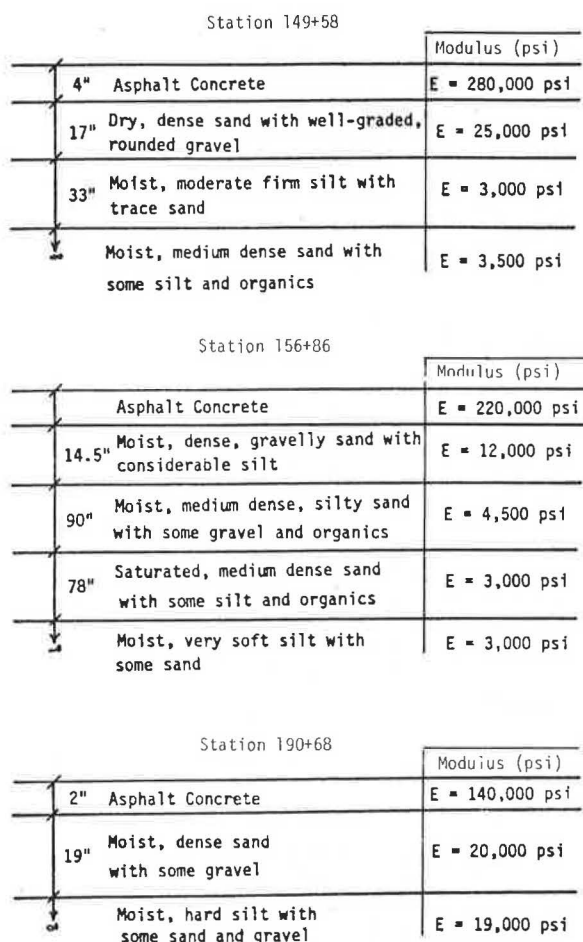 Station 149+58
Modulus (psi)
4" Asphalt Concrete E = 280,000 psi
17" Dry, dense sand with well-graded, rounded gravel E = 25,000 psi
33" Moist, moderate firm silt with trace sand E = 3,000 psi
Moist, medium dense sand with some silt and organics E = 3,500 psi
Station 156+86
Modulus (psi)
Asphalt Concrete E = 220,000 psi
14.5" Moist, dense, gravelly sand with considerable silt E = 12,000 psi
90" Moist, medium dense, silty sand with some gravel and organics E = 4,500 psi
78" Saturated, medium dense sand with some silt and organics E = 3,000 psi
Moist, very soft silt with some sand E = 3,000 psi
Station 190+68
Modulus (psi)
2" Asphalt Concrete E = 140,000 psi
19" Moist, dense sand with some gravel E = 20,000 psi
Moist, hard silt with some sand and gravel E = 19,000 psi